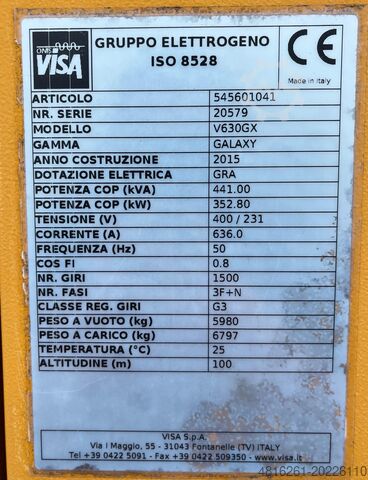 ONIS
VISA
GRUPPO ELETTROGENO
ISO 8528
CE
Made in Italy
ARTICOLO 545601041
NR. SERIE 20579
MODELLO V630GX
GAMMA GALAXY
ANNO COSTRUZIONE 2015
DOTAZIONE ELETTRICA GRA
POTENZA COP (kVA) 441.00
POTENZA COP (kW) 352.80
TENSIONE (V) 400 / 231
CORRENTE (A) 636.0
FREQUENZA (Hz) 50
COS FI 0.8
NR. GIRI 1500
NR. FASI 3F+N
CLASSE REG. GIRI G3
PESO A VUOTO (kg) 5980
PESO A CARICO (kg) 6797
TEMPERATURA (°C) 25
ALTITUDINE (m) 100
VISA S.p.A.
Via I Maggio, 55 - 31043 Fontanelle (TV) ITALY
Tel +39 0422 5091 - Fax +39 0422 509350 - www.visa.it
4816261-20226110